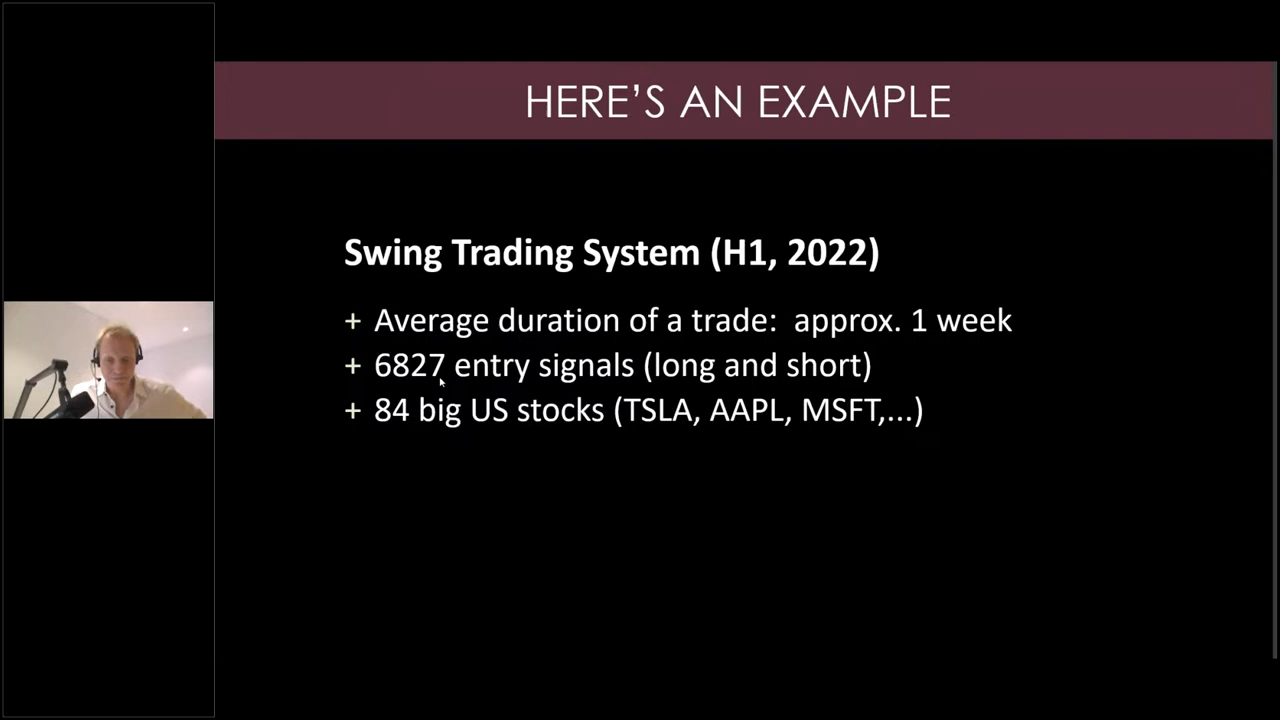 HERE'S AN EXAMPLE
Swing Trading System (H1, 2022)
+ Average duration of a trade:  approx. 1 week
+ 6827 entry signals (long and short)
+ 84 big US stocks (TSLA, AAPL, MSFT,...)